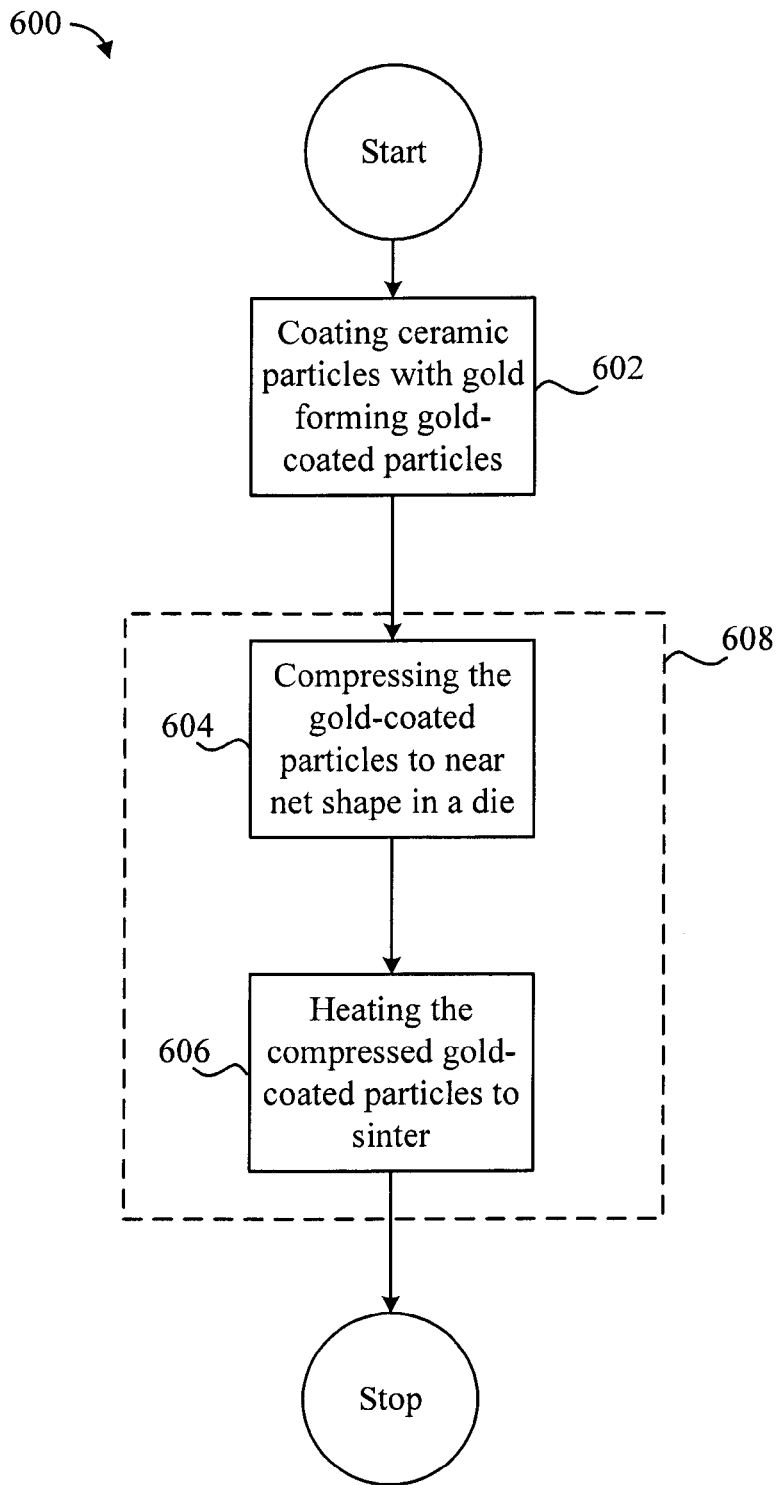 600
Start
Coating ceramic
particles with gold
forming gold-
coated particles
602
608
Compressing the
gold-coated
particles to near
net shape in a die
604
Heating the
compressed gold-
coated particles to
sinter
606
Stop